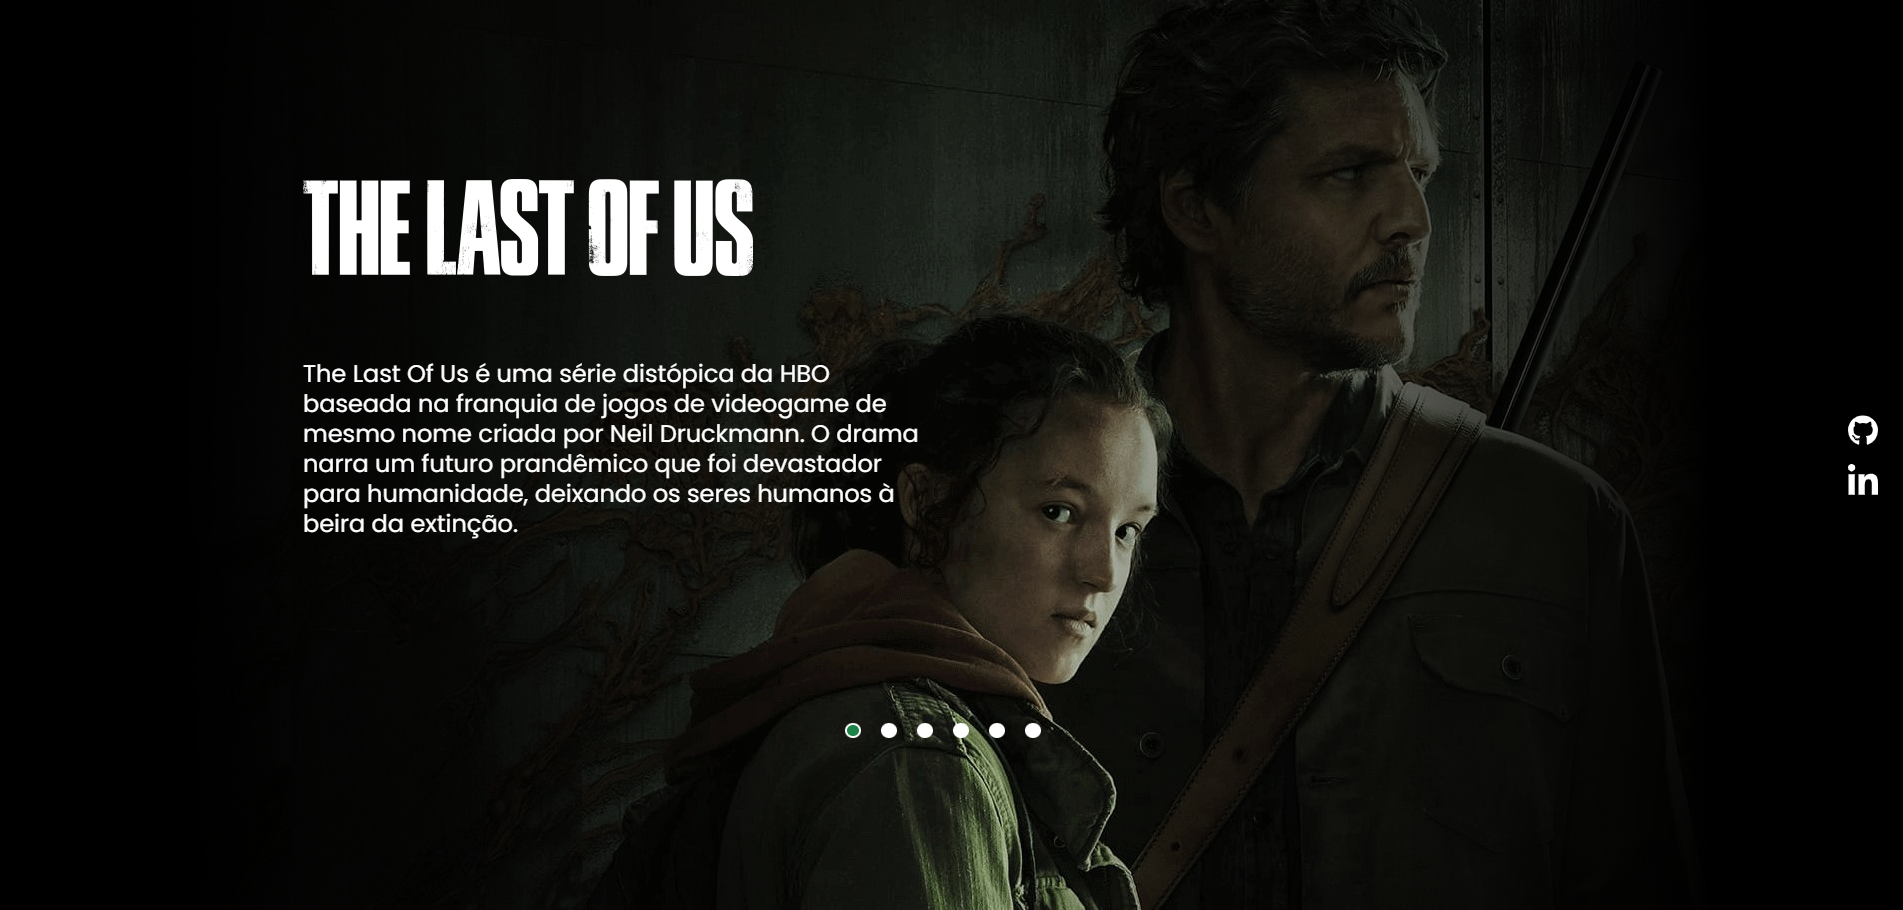 THE LAST OF US
The Last Of Us é uma série distópica da HBO
baseada na franquia de jogos de videogame de
mesmo nome criada por Neil Druckmann. O drama
narra um futuro prandêmico que foi devastador
para humanidade, deixando os seres humanos à
beira da extinção.
in